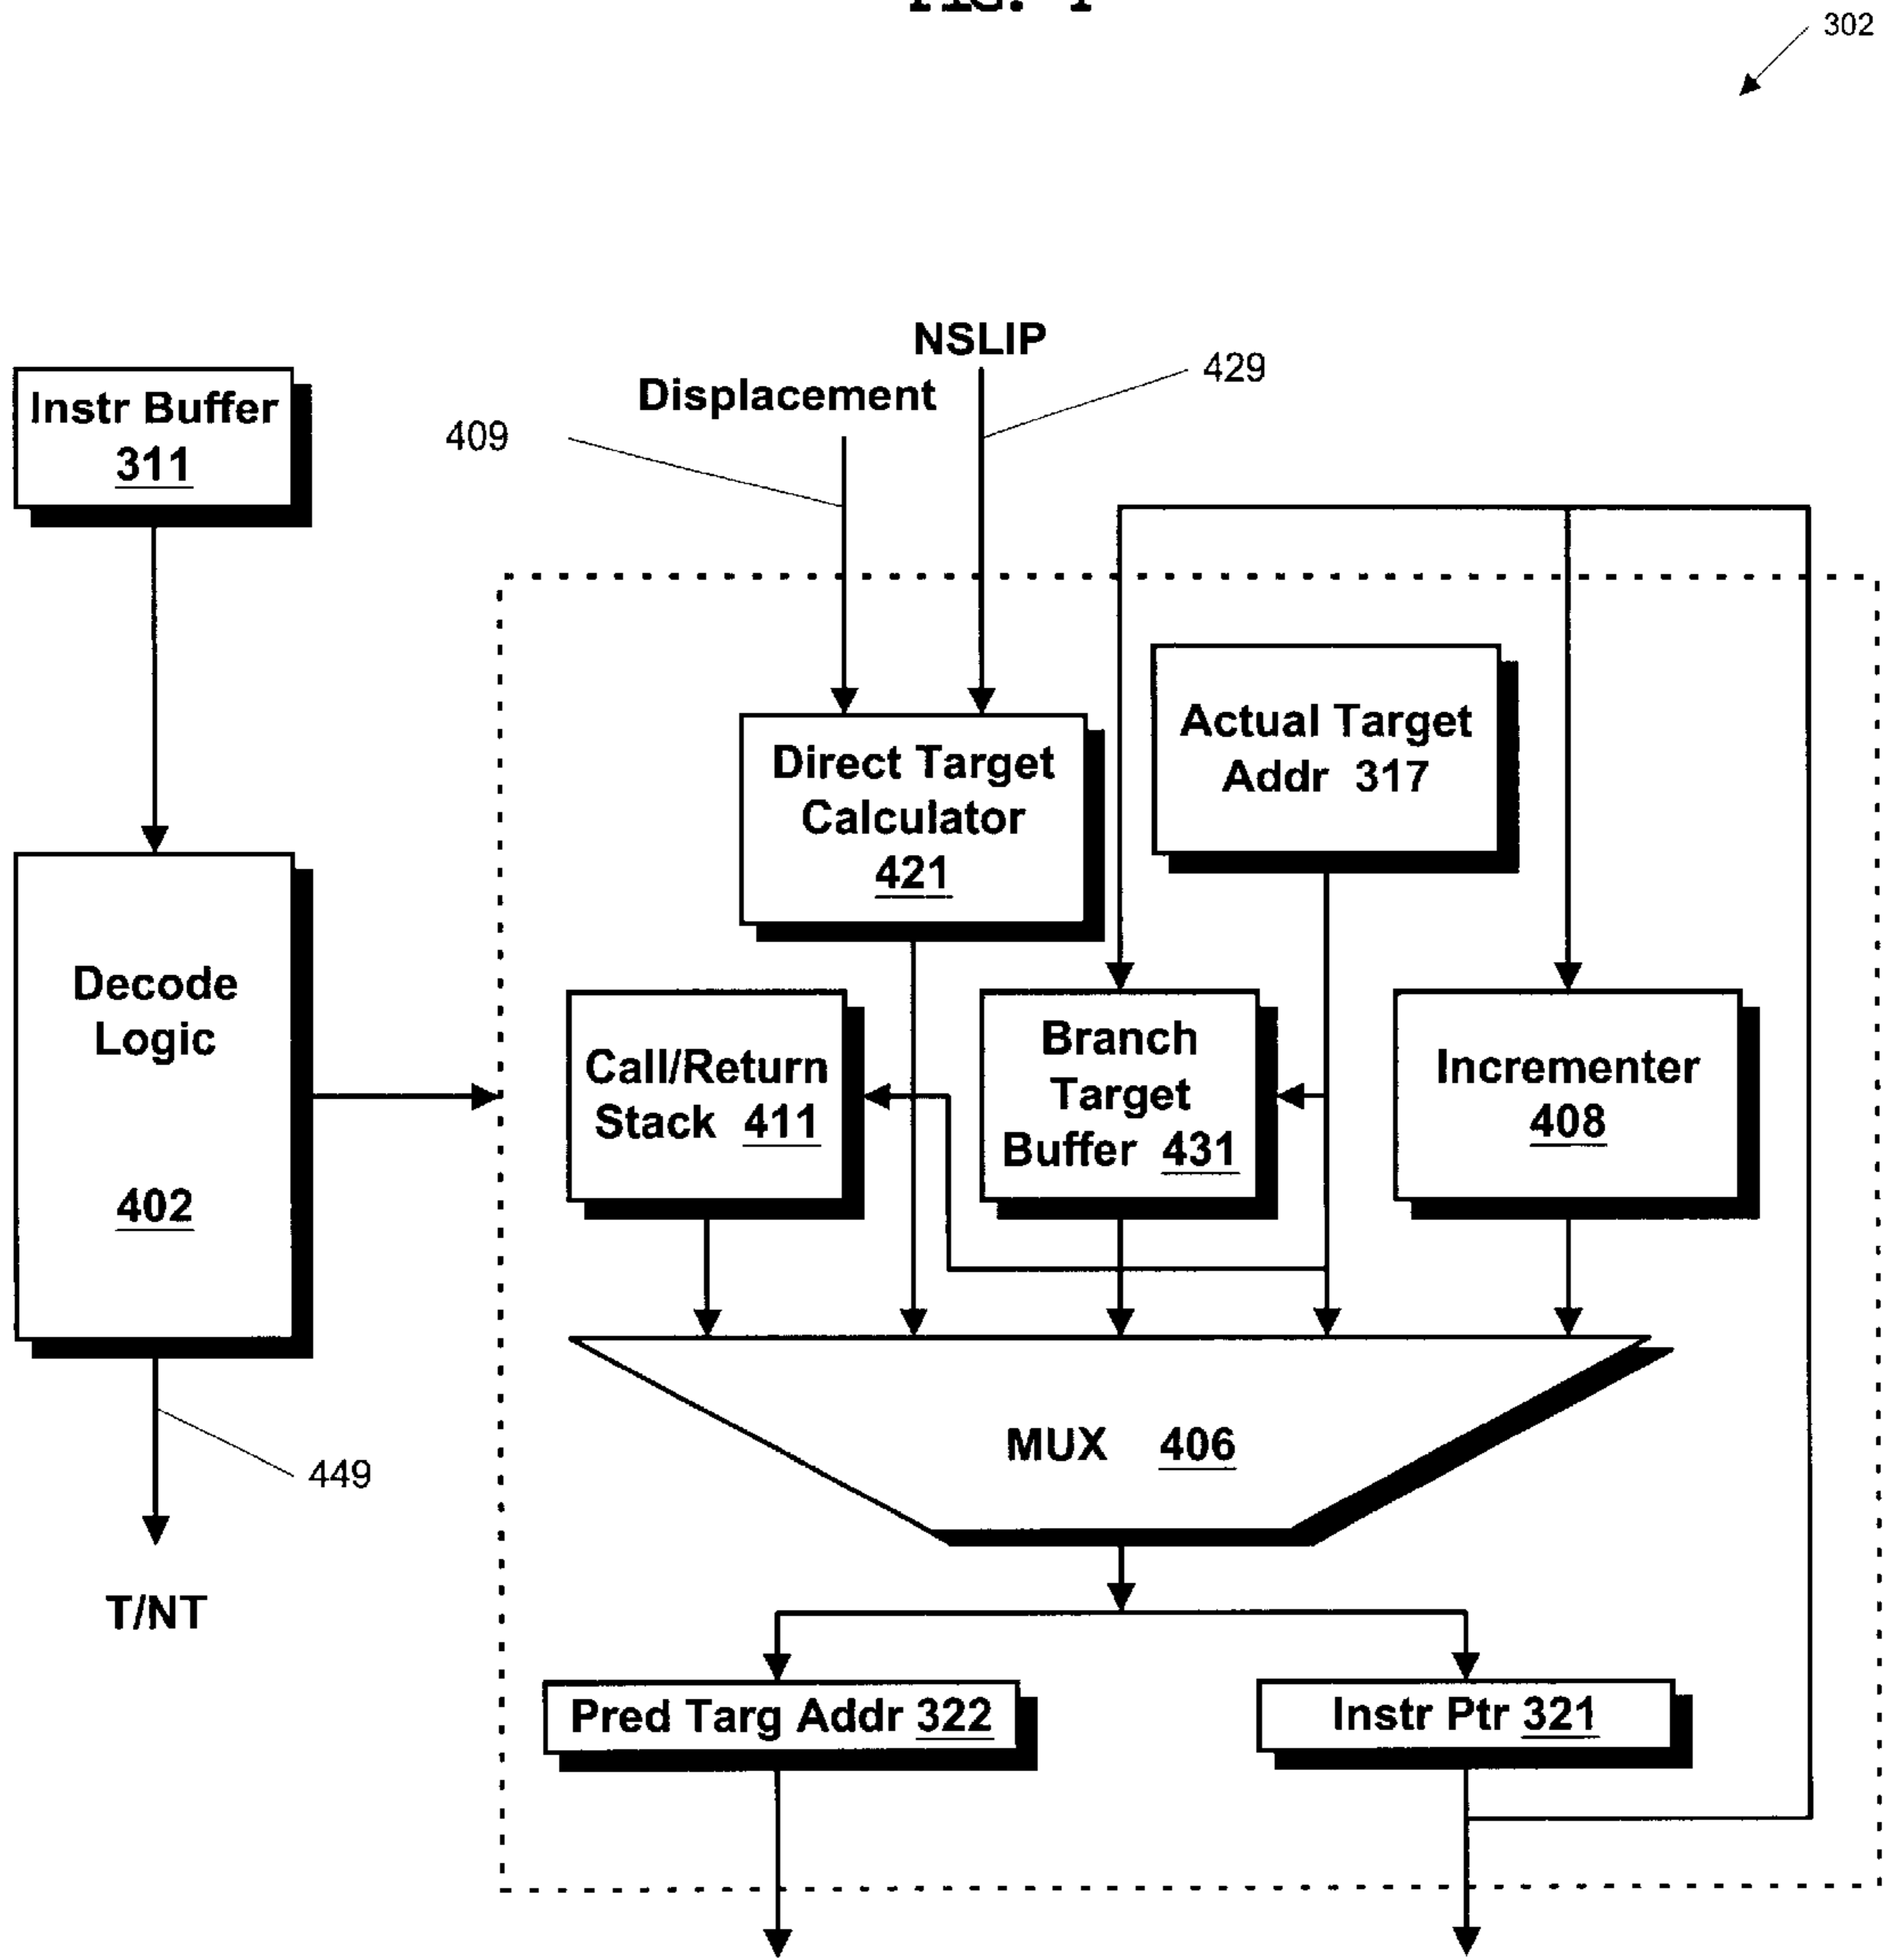 FIG. 4
302
NSLIP
429
Displacement
409
Instr Buffer
311
Actual Target
Addr 317
Direct Target
Calculator
421
Decode
Logic
402
Call/Return
Stack 411
Branch
Target
Buffer 431
Incrementer
408
MUX 406
449
T/NT
Pred Targ Addr 322
Instr Ptr 321